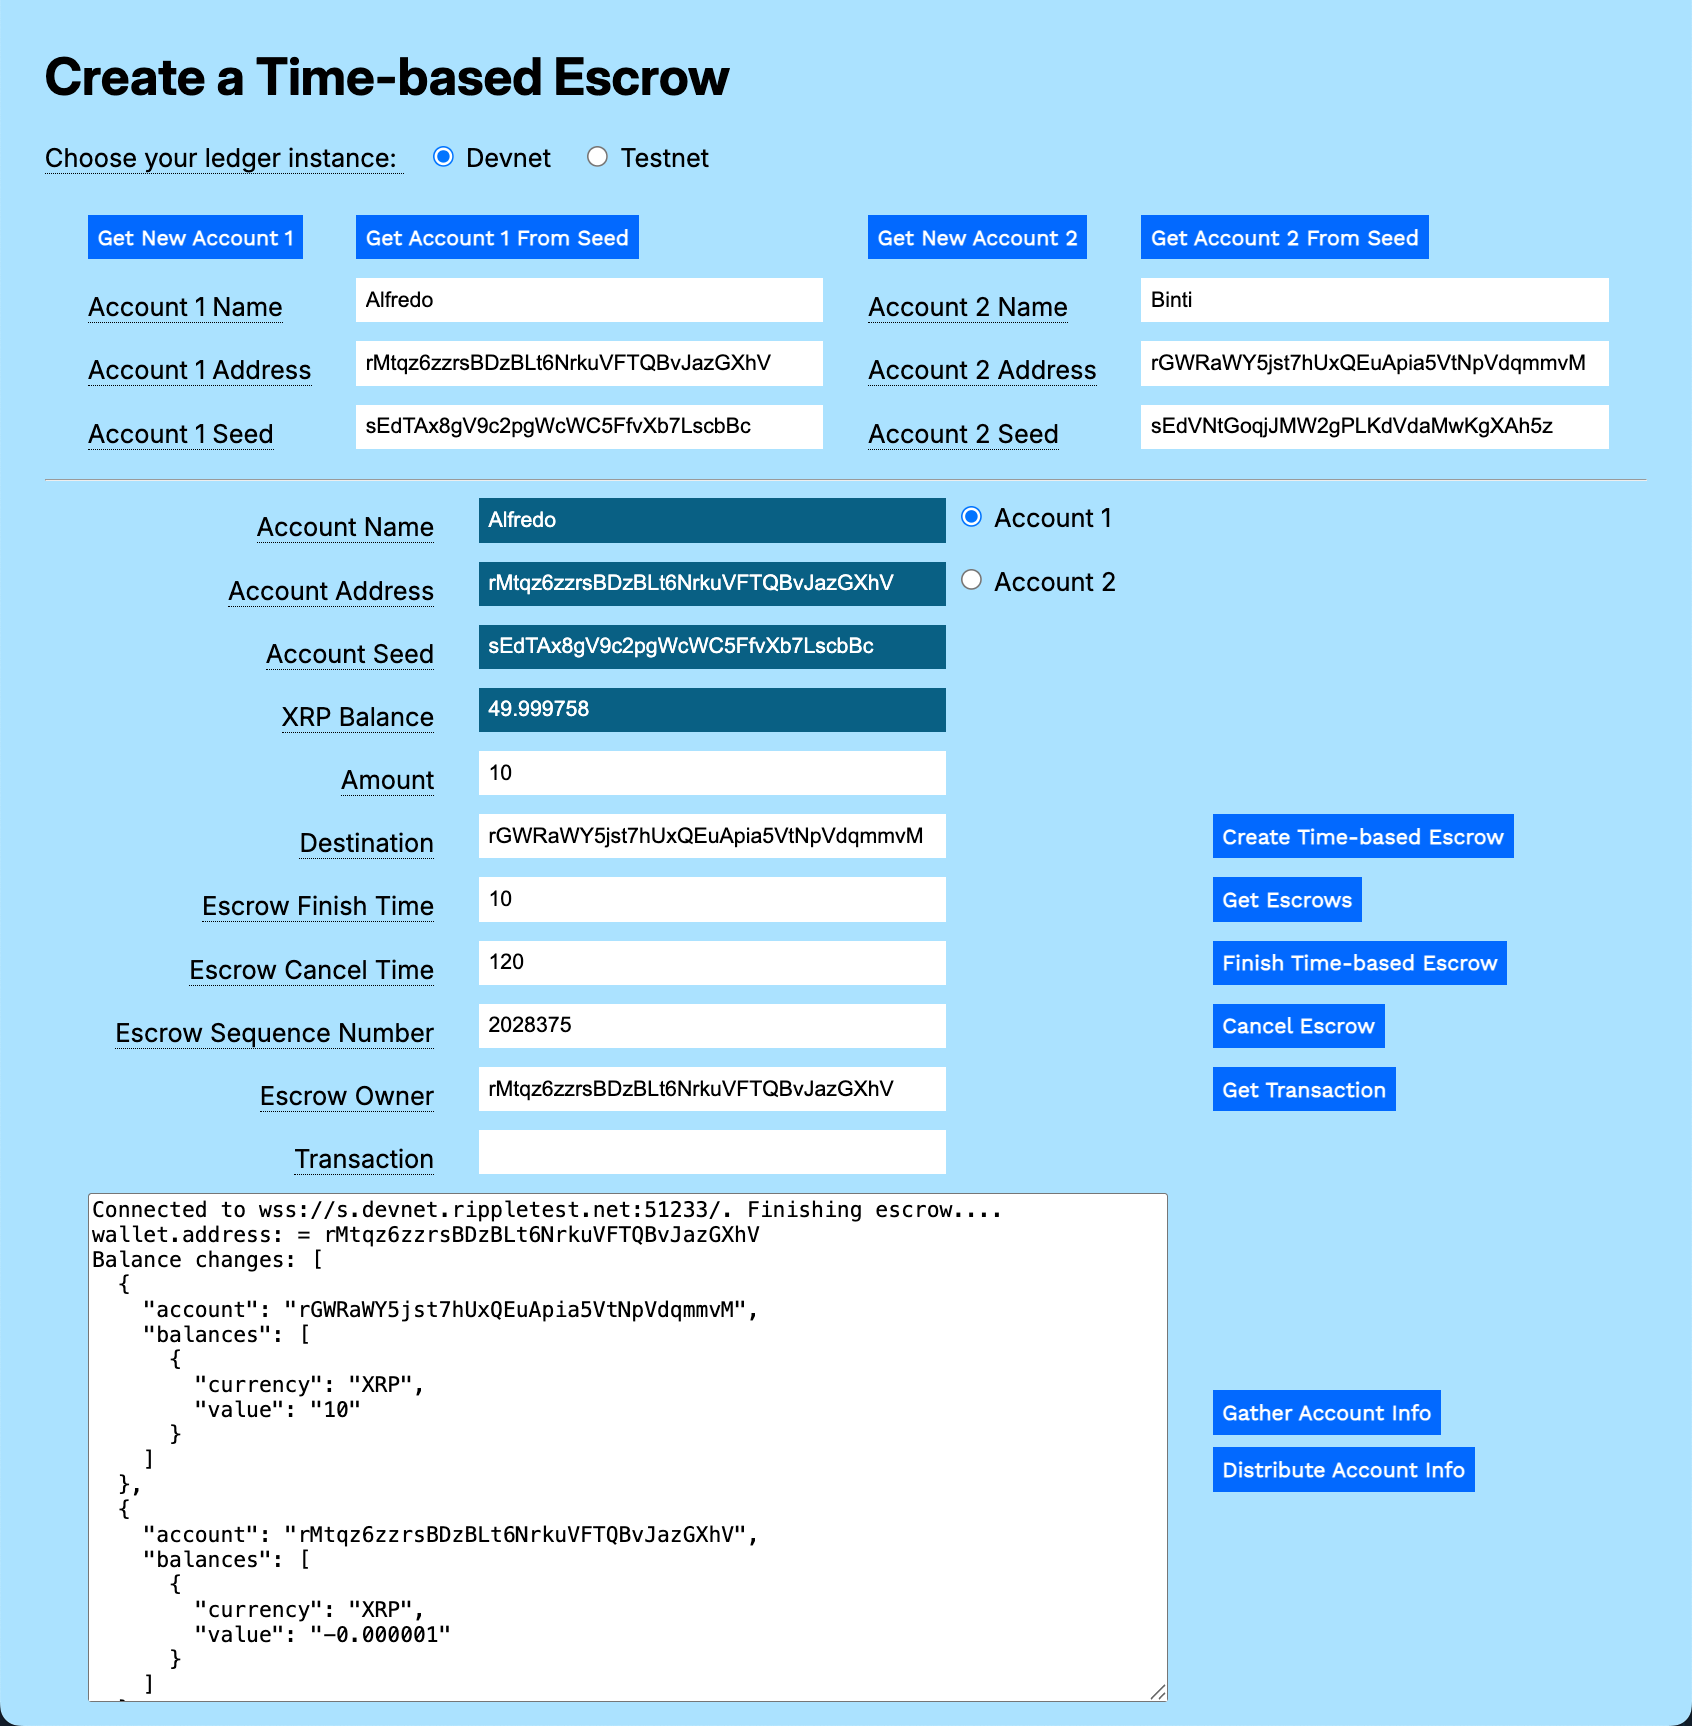 Create a Time-based Escrow
Choose your ledger instance: Devnet Testnet
Get New Account 1 Get Account 1 From Seed Get New Account 2 Get Account 2 From Seed
Account 1 Name Alfredo Account 2 Name Binti
Account 1 Address rMtqz6zzrsBDzBLt6NrkuVFTQBvJazGXhV Account 2 Address rGWRaWY5jst7hUxQEuApia5VtNpVdqmmvM
Account 1 Seed sEdTAx8gV9c2pgWcWC5FfvXb7LscbBc Account 2 Seed sEdVNtGoqjJMW2gPLKdVdaMwKgXAh5z
Account Name Alfredo Account 1
Account Address rMtqz6zzrsBDzBLt6NrkuVFTQBvJazGXhV Account 2
Account Seed sEdTAx8gV9c2pgWcWC5FfvXb7LscbBc
XRP Balance 49.999758
Amount 10
Destination rGWRaWY5jst7hUxQEuApia5VtNpVdqmmvM Create Time-based Escrow
Escrow Finish Time 10 Get Escrows
Escrow Cancel Time 120 Finish Time-based Escrow
Escrow Sequence Number 2028375 Cancel Escrow
Escrow Owner rMtqz6zzrsBDzBLt6NrkuVFTQBvJazGXhV Get Transaction
Transaction
Connected to wss://s.devnet.rippletest.net:51233/. Finishing escrow....
wallet.address: = rMtqz6zzrsBDzBLt6NrkuVFTQBvJazGXhV
Balance changes: [
  {
    "account": "rGWRaWY5jst7hUxQEuApia5VtNpVdqmmvM",
    "balances": [
      {
        "currency": "XRP",
        "value": "10"
      }
    ]
  },
  {
    "account": "rMtqz6zzrsBDzBLt6NrkuVFTQBvJazGXhV",
    "balances": [
      {
        "currency": "XRP",
        "value": "-0.000001"
      }
    ]
Gather Account Info
Distribute Account Info